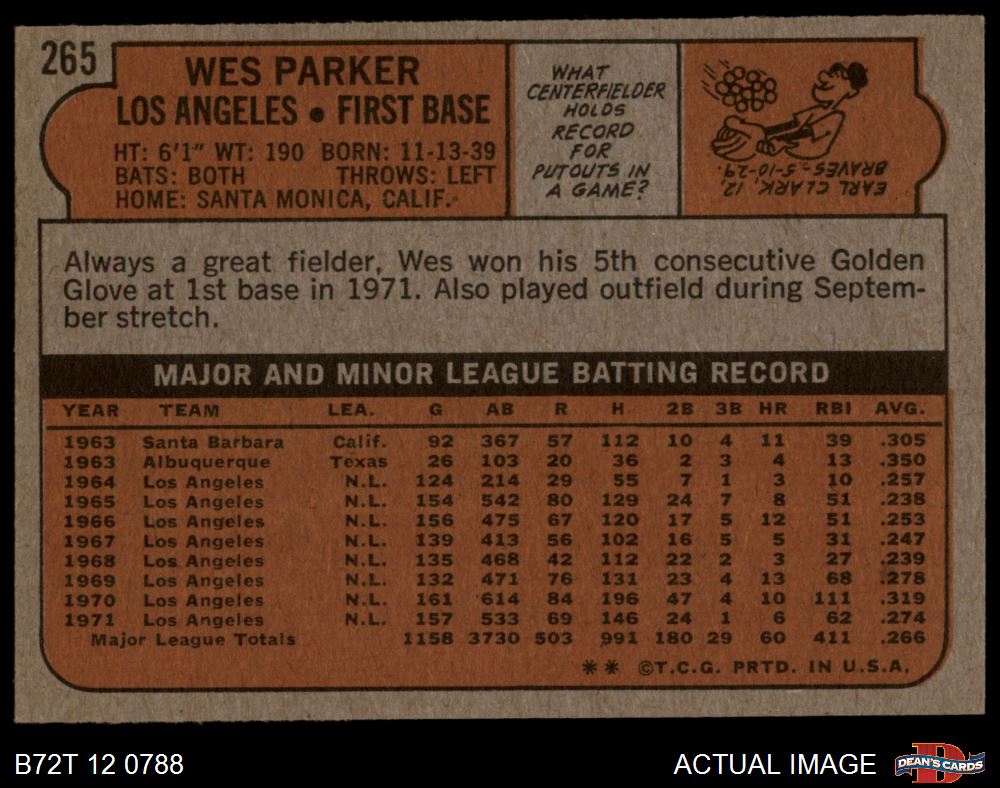 265
WES PARKER
LOS ANGELES • FIRST BASE
HT: 6'1" WT: 190 BORN: 11-13-39
BATS: BOTH THROWS: LEFT
HOME: SANTA MONICA, CALIF.
WHAT
CENTERFIELDER
HOLDS
RECORD
FOR
PUTOUTS IN
A GAME?
EARL CLARK, 12,
BRAVES-5-10-29.
Always a great fielder, Wes won his 5th consecutive Golden
Glove at 1st base in 1971. Also played outfield during Septem-
ber stretch.
MAJOR AND MINOR LEAGUE BATTING RECORD
YEAR TEAM LEA. G AB R H 2B 3B HR RBI AVG.
1963 Santa Barbara Calif. 92 367 57 112 10 4 11 39 .305
1963 Albuquerque Texas 26 103 20 36 2 3 4 13 .350
1964 Los Angeles N.L. 124 214 29 55 7 1 3 10 .257
1965 Los Angeles N.L. 154 542 80 129 24 7 8 51 .238
1966 Los Angeles N.L. 156 475 67 120 17 5 12 51 .253
1967 Los Angeles N.L. 139 413 56 102 16 5 5 31 .247
1968 Los Angeles N.L. 135 468 42 112 22 2 3 27 .239
1969 Los Angeles N.L. 132 471 76 131 23 4 13 68 .278
1970 Los Angeles N.L. 161 614 84 196 47 4 10 111 .319
1971 Los Angeles N.L. 157 533 69 146 24 1 6 62 .274
Major League Totals 1158 3730 503 991 180 29 60 411 .266
** ©T.C.G. PRTD. IN U.S.A.
B72T 12 0788
ACTUAL IMAGE
D
DEAN'S CARDS